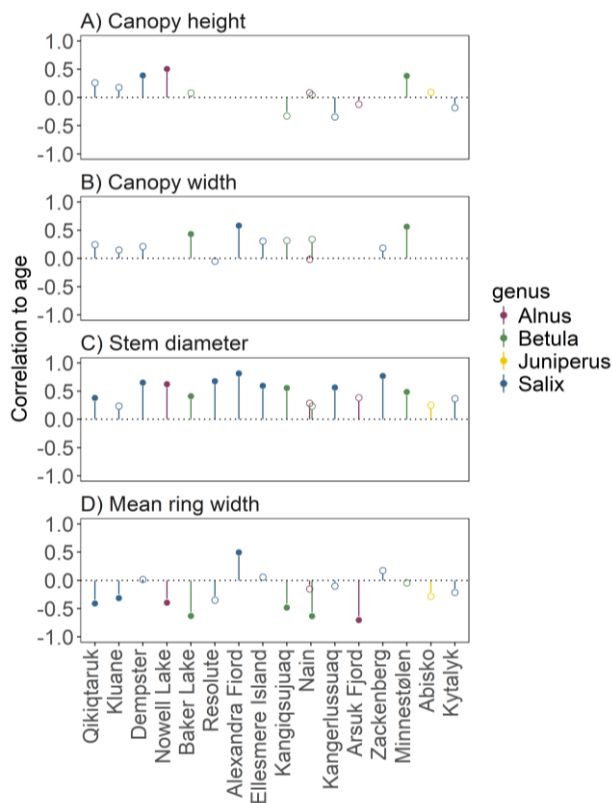 A) Canopy height
1.0
0.5
0.0
-0.5
-1.0
B) Canopy width
1.0
0.5
0.0
-0.5
-1.0
C) Stem diameter
1.0
0.5
0.0
-0.5
-1.0
D) Mean ring width
1.0
0.5
0.0
-0.5
-1.0
Correlation to age
Qikiqtaruk
Kluane
Dempster
Nowell Lake
Baker Lake
Resolute
Alexandra Fiord
Ellesmere Island
Kangiqsujuaq
Nain
Kangerlussuaq
Arsuk Fjord
Zackenberg
Minnestølen
Abisko
Kytalyk
genus
Alnus
Betula
Juniperus
Salix